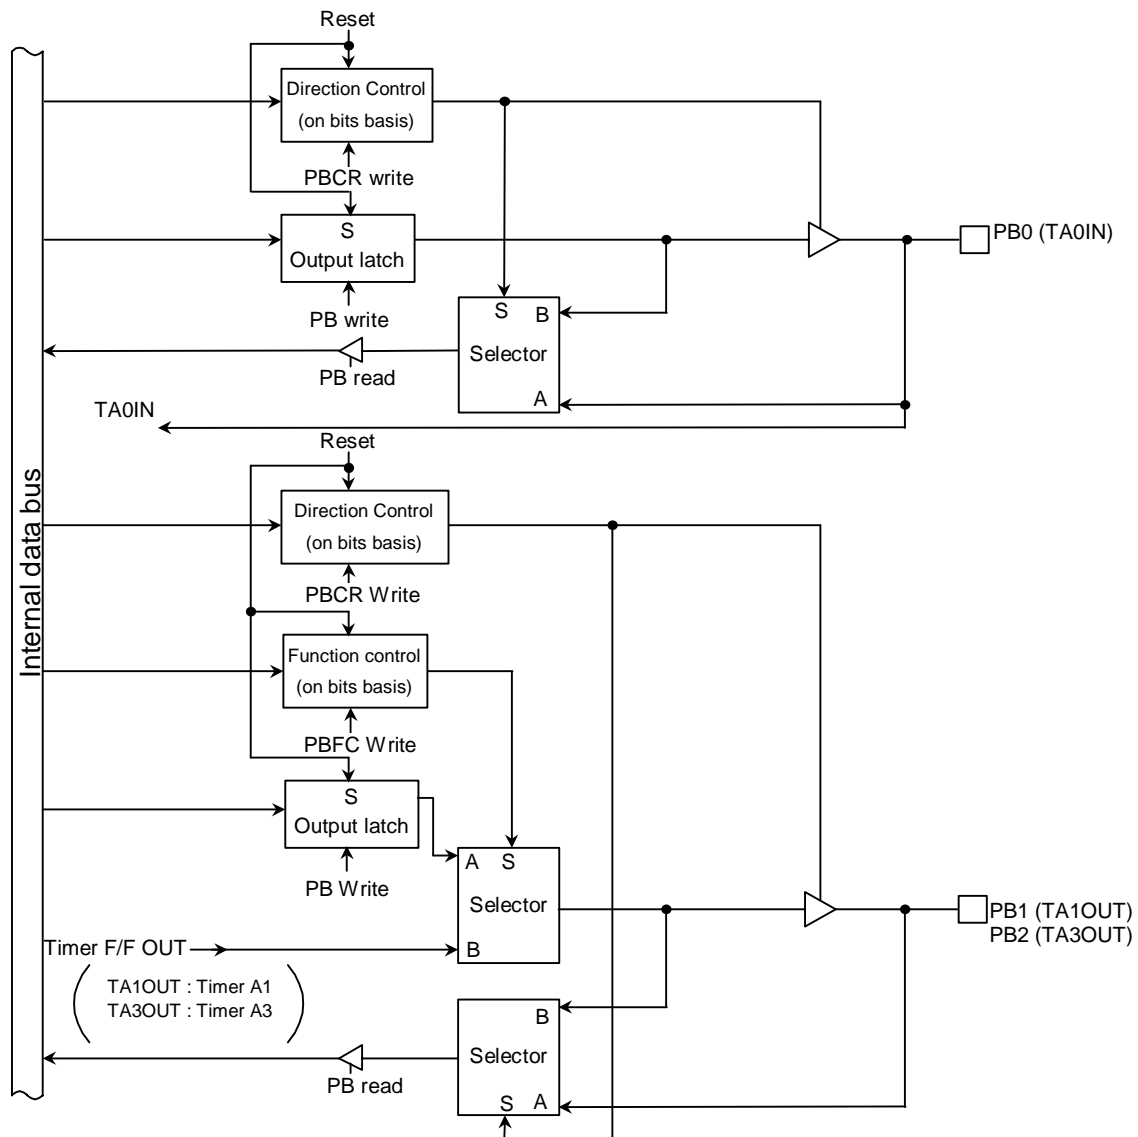 Reset
Direction Control
(on bits basis)
PBCR write
S
Output latch
PB write
PB0 (TA0IN)
S
B
Selector
A
PB read
TA0IN
Internal data bus
Reset
Direction Control
(on bits basis)
PBCR Write
Function control
(on bits basis)
PBFC Write
S
Output latch
PB Write
A
S
Selector
B
PB1 (TA1OUT)
PB2 (TA3OUT)
Timer F/F OUT
TA1OUT : Timer A1
TA3OUT : Timer A3
B
Selector
S
A
PB read